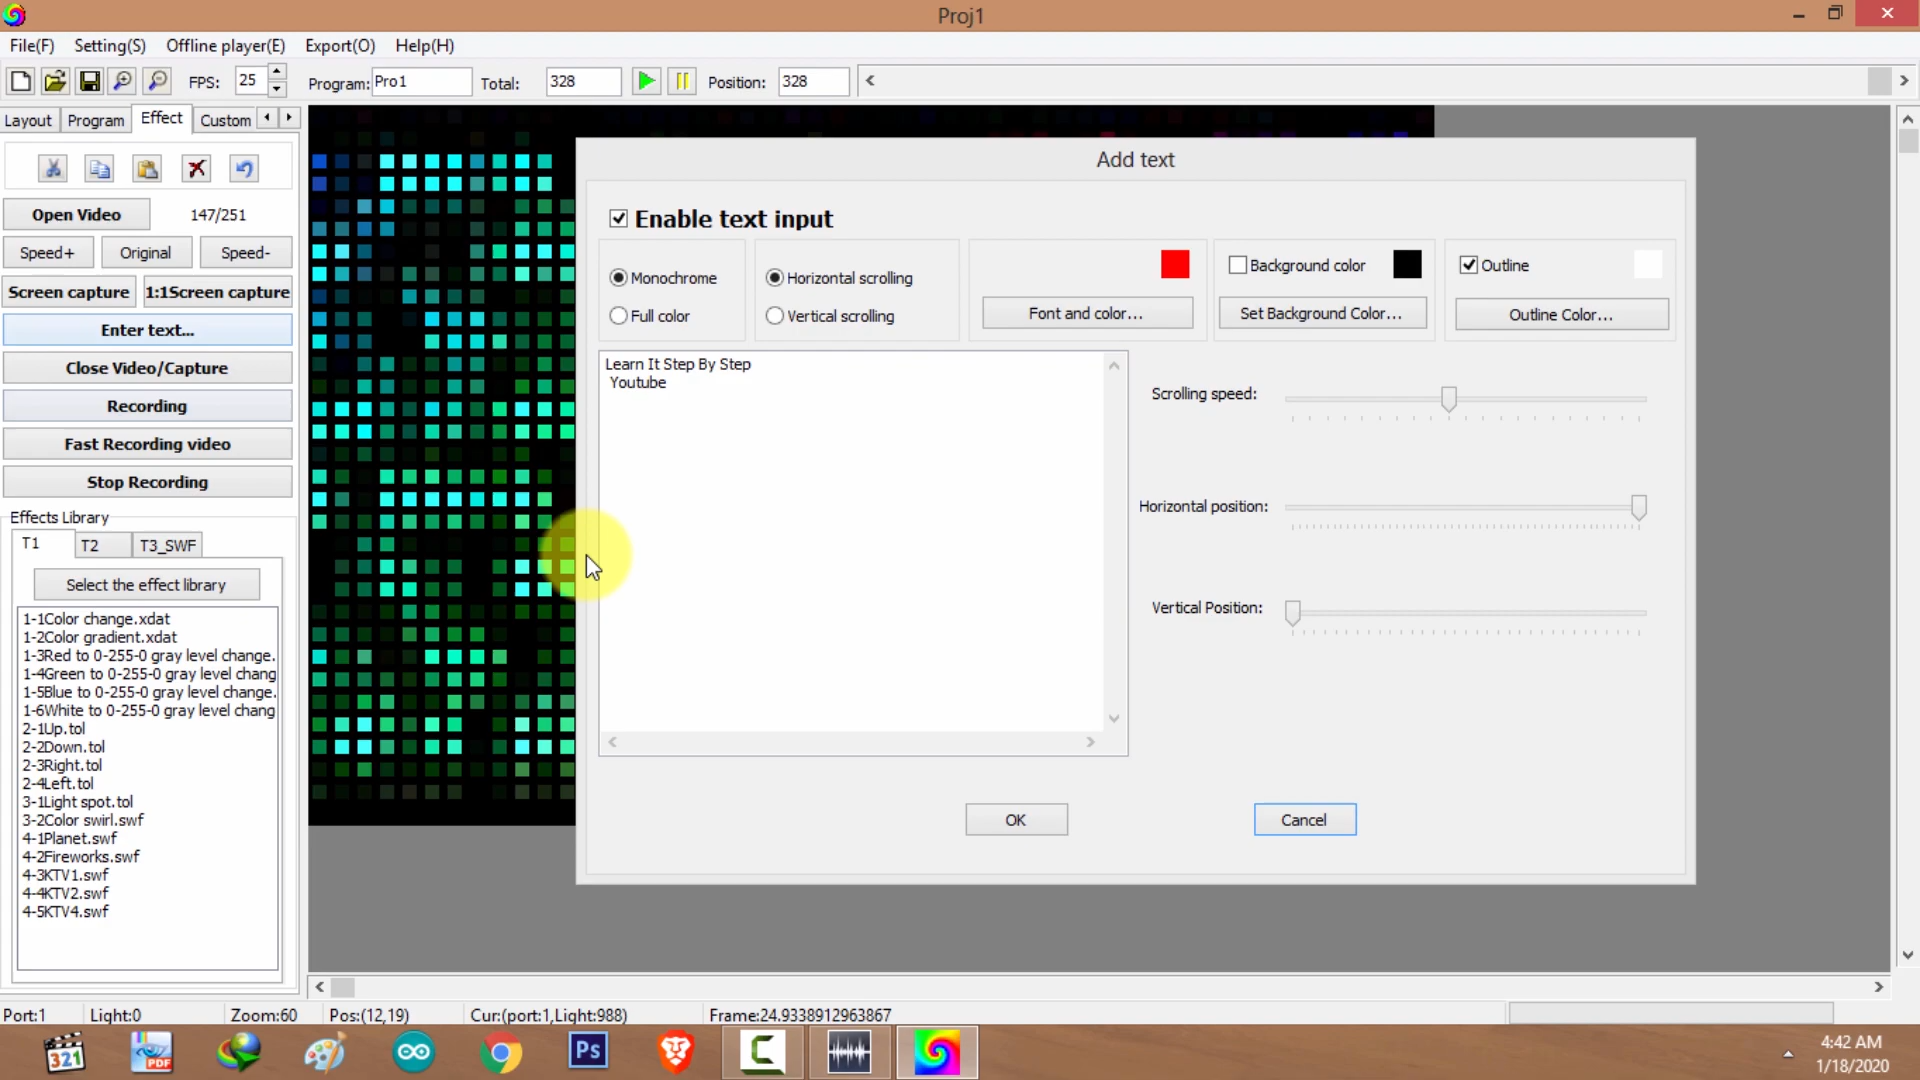 Proj1
File(F) Setting(S) Offline player(E) Export(O) Help(H)
FPS: 25 Program: Pro1 Total: 328 Position: 328
Layout Program Effect Custom
Open Video 147/251
Speed+ Original Speed-
Screen capture 1:1Screen capture
Enter text...
Close Video/Capture
Recording
Fast Recording video
Stop Recording
Effects Library
T1 T2 T3_SWF
Select the effect library
1-1Color change.xdat
1-2Color gradient.xdat
1-3Red to 0-255-0 gray level change.
1-4Green to 0-255-0 gray level chang
1-5Blue to 0-255-0 gray level change.
1-6White to 0-255-0 gray level chang
2-1Up.tol
2-2Down.tol
2-3Right.tol
2-4Left.tol
3-1Light spot.tol
3-2Color swirl.swf
4-1Planet.swf
4-2Fireworks.swf
4-3KTV1.swf
4-4KTV2.swf
4-5KTV4.swf
Add text
Enable text input
Monochrome Horizontal scrolling Background color Outline
Full color Vertical scrolling Font and color... Set Background Color... Outline Color...
Learn It Step By Step
Youtube
Scrolling speed:
Horizontal position:
Vertical Position:
OK Cancel
Port:1 Light:0 Zoom:60 Pos:(12,19) Cur:(port:1,Light:988) Frame:24.9338912963867
321 PDF Ps C
4:42 AM
1/18/2020